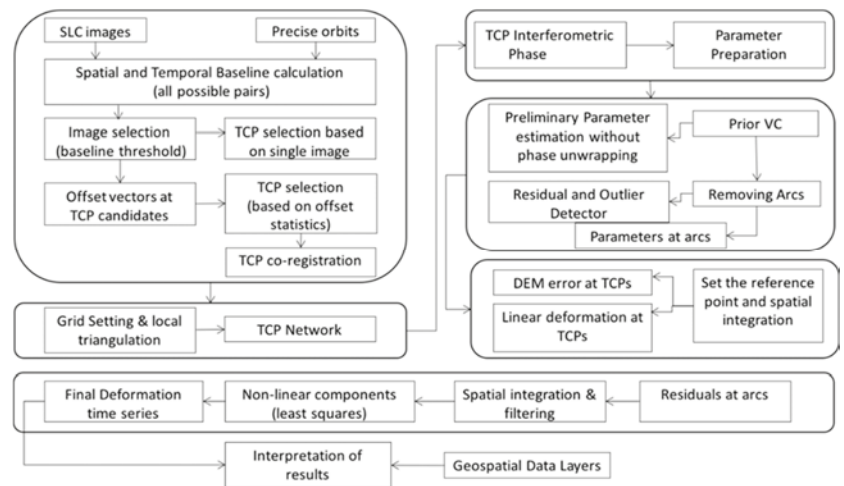 SLC images
Precise orbits
Spatial and Temporal Baseline calculation
(all possible pairs)
Image selection
(baseline threshold)
TCP selection based
on single image
Offset vectors at
TCP candidates
TCP selection
(based on offset
statistics)
TCP co-registration
Grid Setting & local
triangulation
TCP Network
TCP Interferometric
Phase
Parameter
Preparation
Preliminary Parameter
estimation without
phase unwrapping
Prior VC
Residual and Outlier
Detector
Removing Arcs
Parameters at arcs
DEM error at TCPs
Linear deformation at
TCPs
Set the reference
point and spatial
integration
Final Deformation
time series
Non-linear components
(least squares)
Spatial integration &
filtering
Residuals at arcs
Interpretation of
results
Geospatial Data Layers